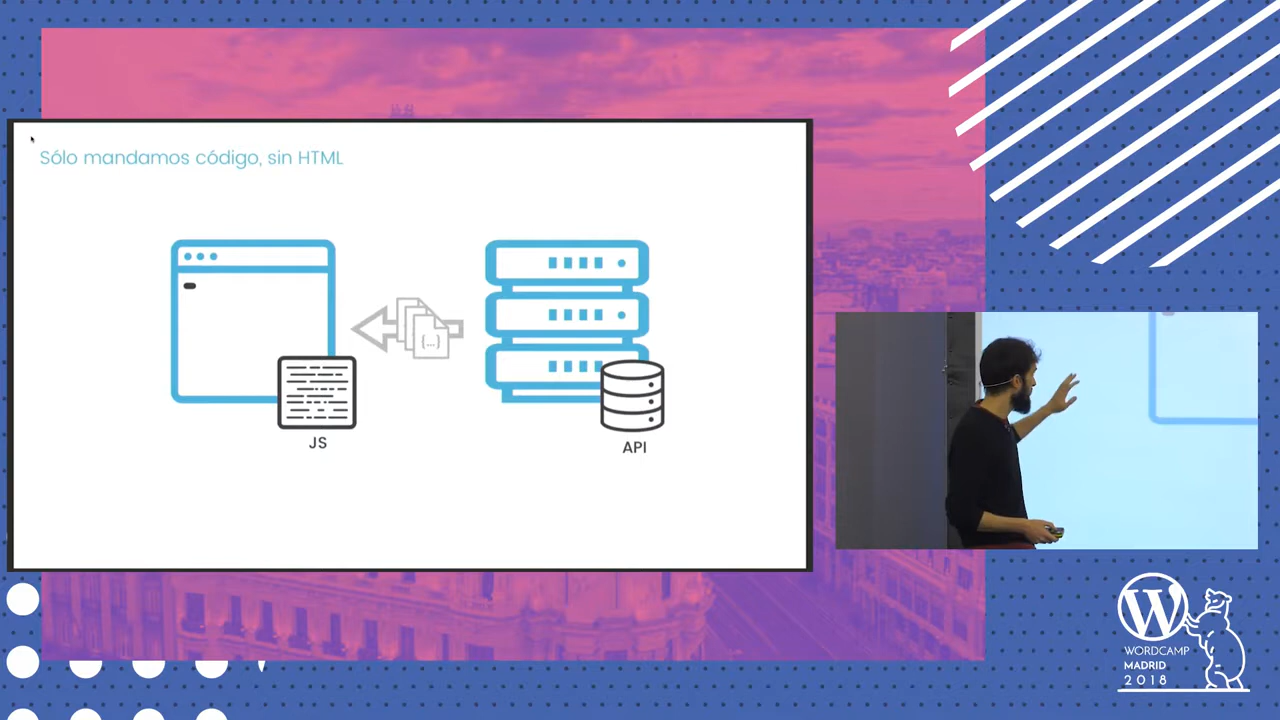 Sólo mandamos código, sin HTML
{...}
JS
API
W
WORDCAMP
MADRID
2018